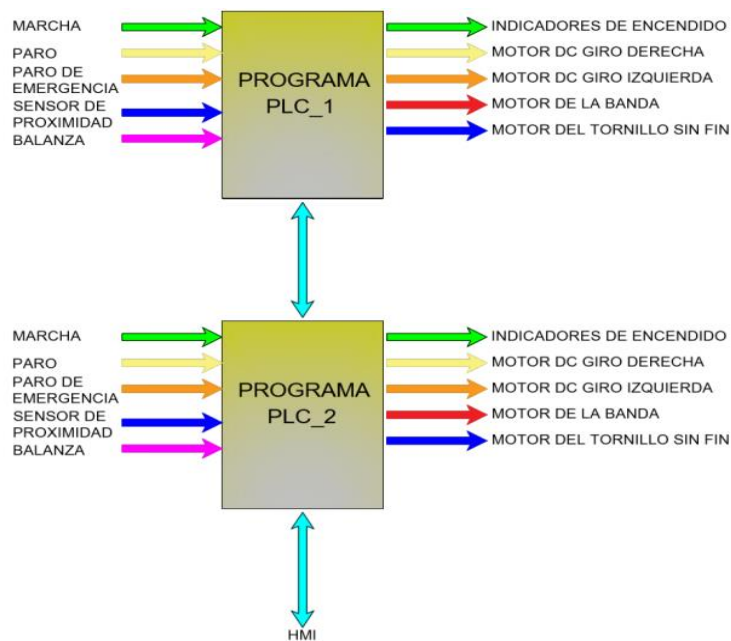 MARCHA
PARO
PARO DE
EMERGENCIA
SENSOR DE
PROXIMIDAD
BALANZA
PROGRAMA
PLC_1
INDICADORES DE ENCENDIDO
MOTOR DC GIRO DERECHA
MOTOR DC GIRO IZQUIERDA
MOTOR DE LA BANDA
MOTOR DEL TORNILLO SIN FIN
MARCHA
PARO
PARO DE
EMERGENCIA
SENSOR DE
PROXIMIDAD
BALANZA
PROGRAMA
PLC_2
INDICADORES DE ENCENDIDO
MOTOR DC GIRO DERECHA
MOTOR DC GIRO IZQUIERDA
MOTOR DE LA BANDA
MOTOR DEL TORNILLO SIN FIN
HMI